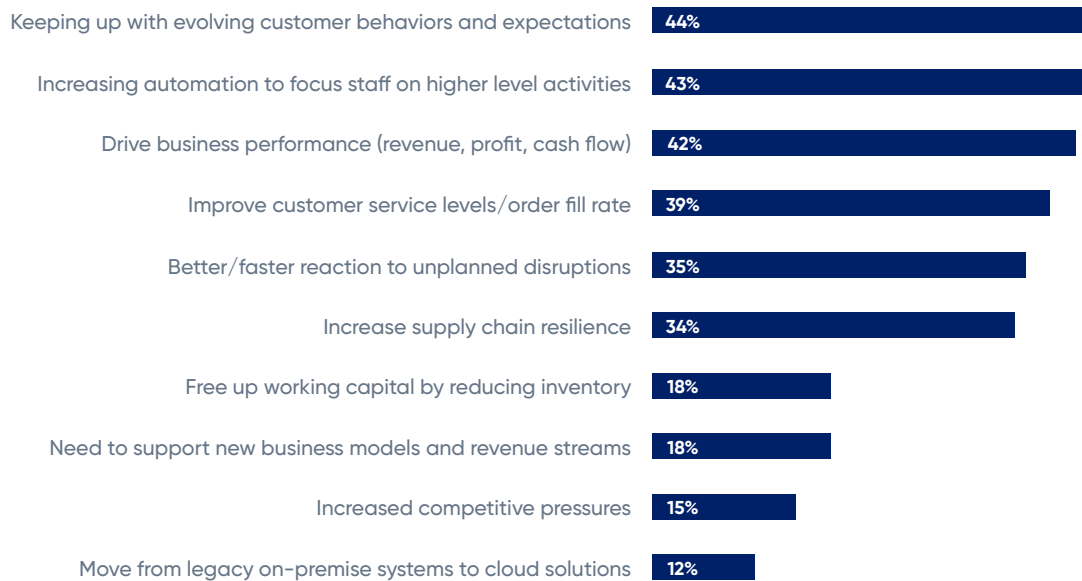 Keeping up with evolving customer behaviors and expectations 44%
Increasing automation to focus staff on higher level activities 43%
Drive business performance (revenue, profit, cash flow) 42%
Improve customer service levels/order fill rate 39%
Better/faster reaction to unplanned disruptions 35%
Increase supply chain resilience 34%
Free up working capital by reducing inventory 18%
Need to support new business models and revenue streams 18%
Increased competitive pressures 15%
Move from legacy on-premise systems to cloud solutions 12%